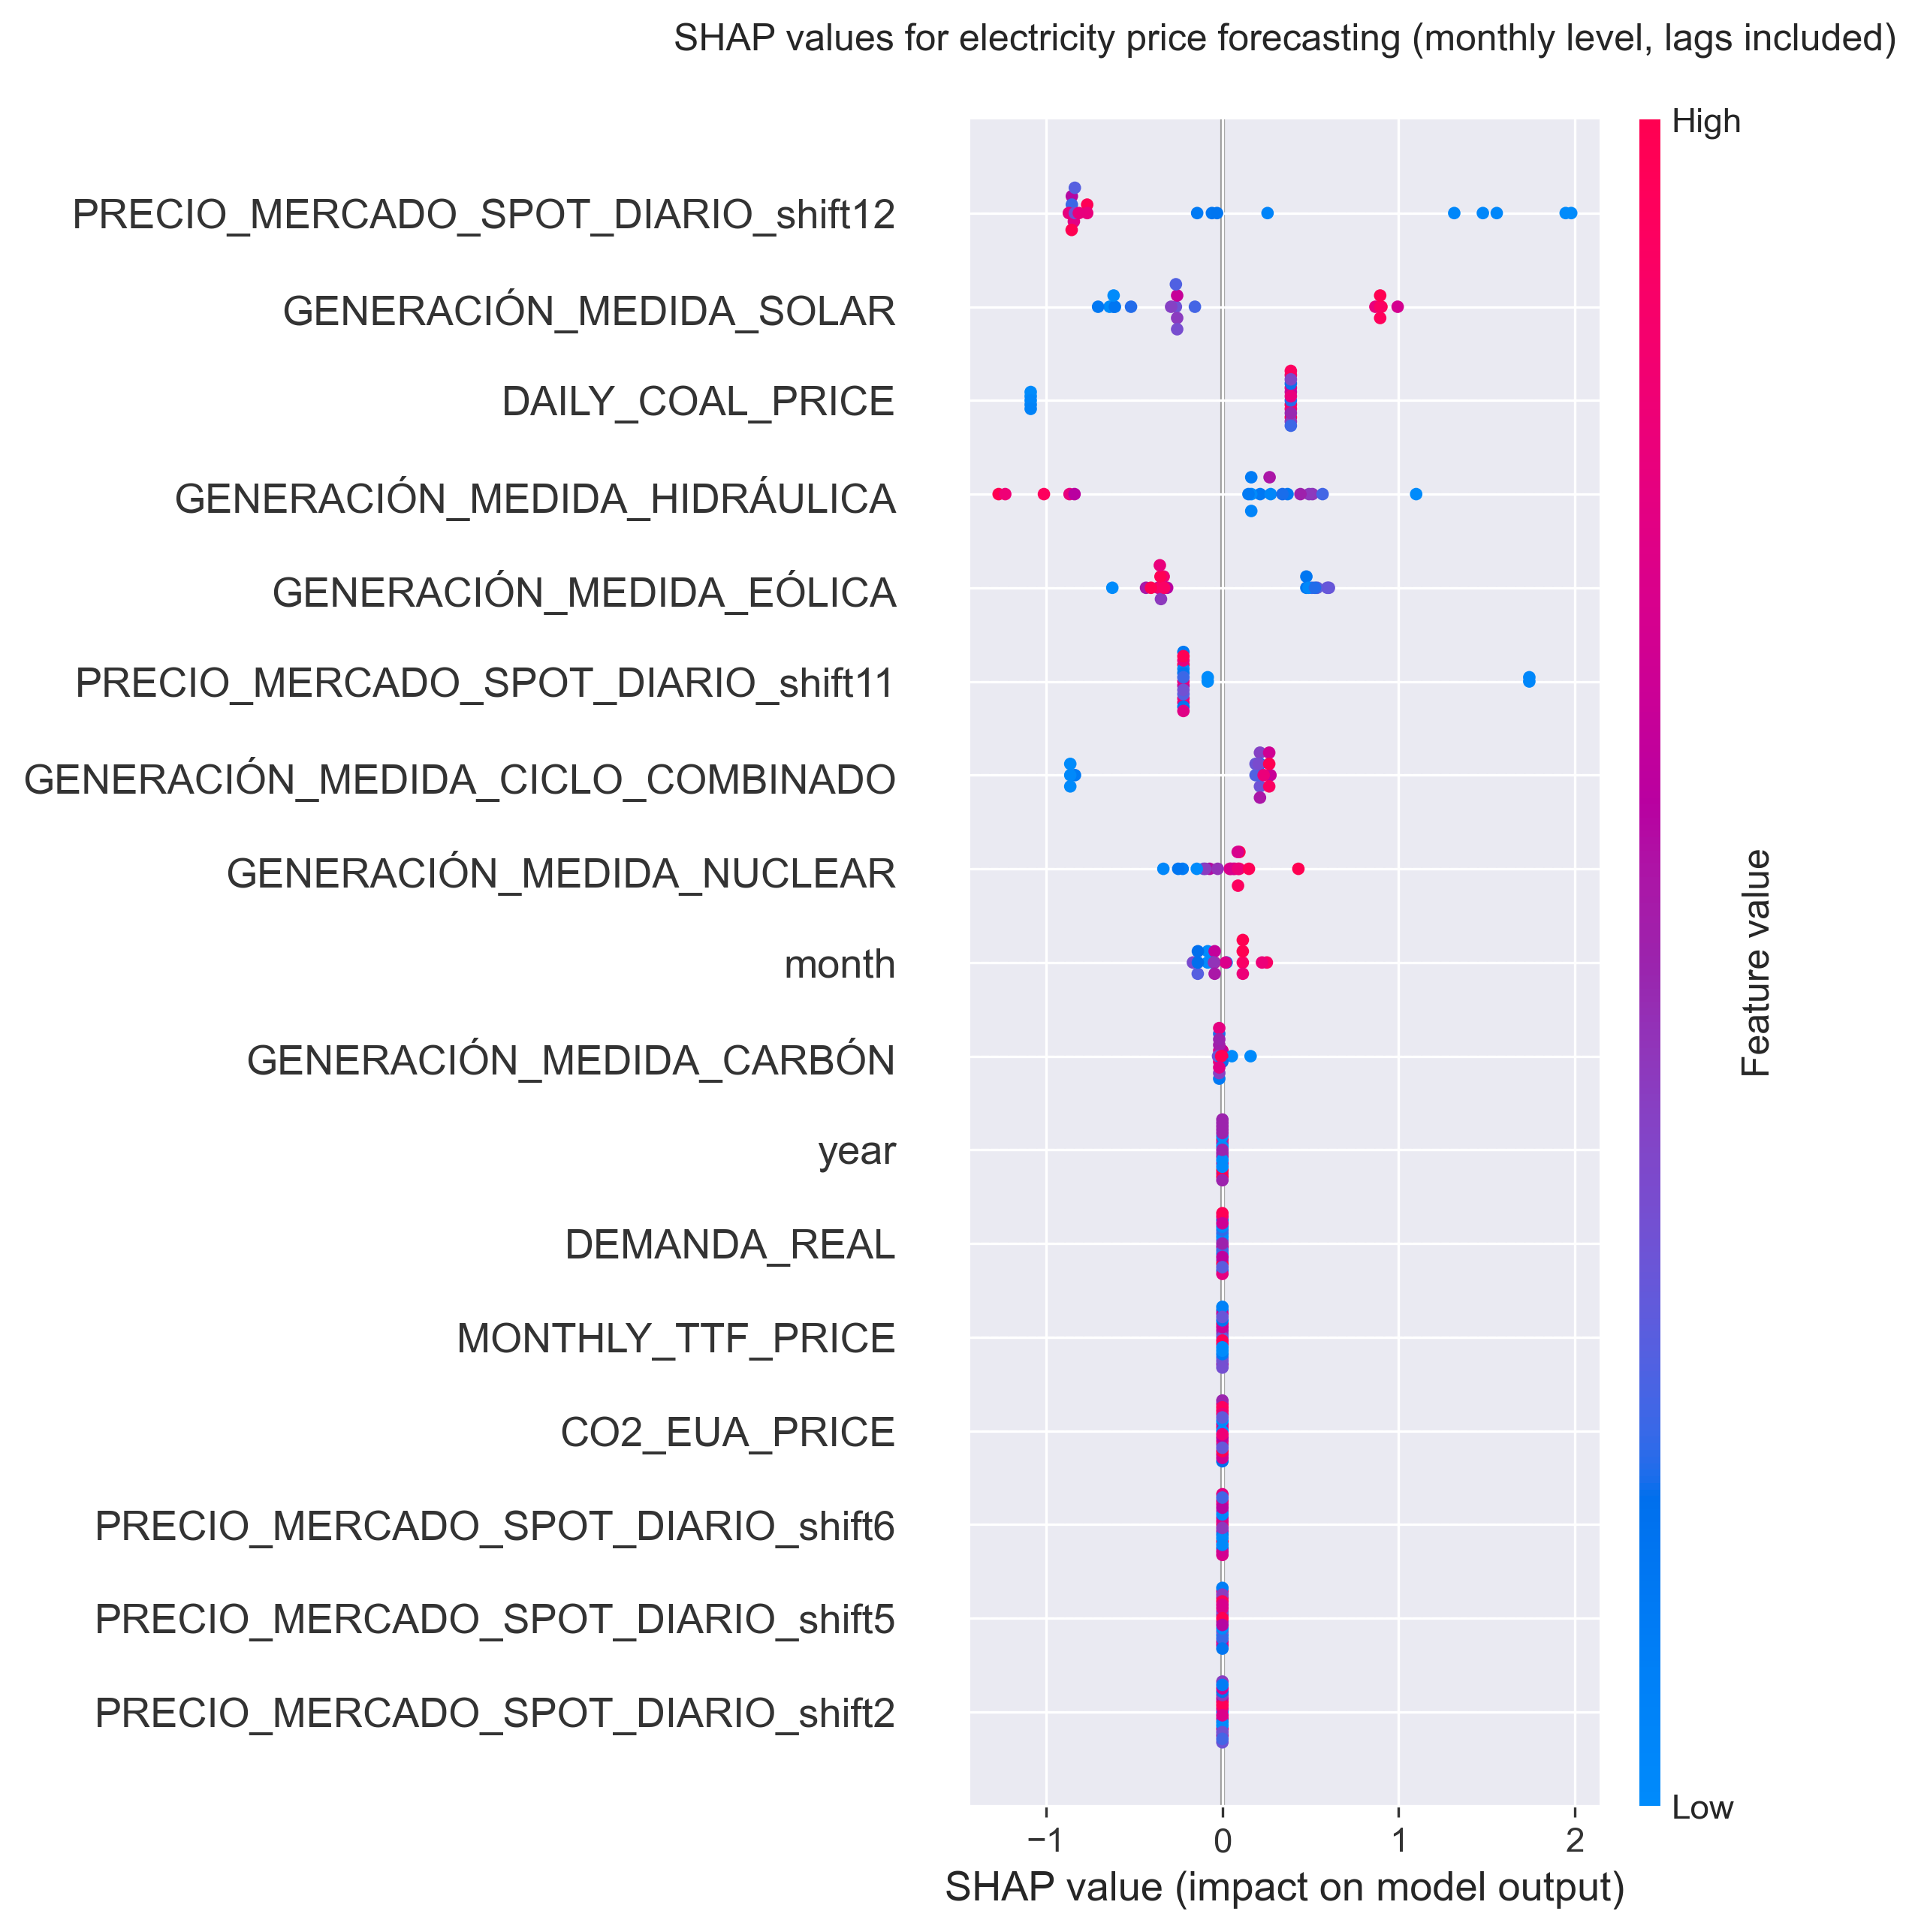 SHAP values for electricity price forecasting (monthly level, lags included)
High
PRECIO_MERCADO_SPOT_DIARIO_shift12
GENERACIÓN_MEDIDA_SOLAR
DAILY_COAL_PRICE
GENERACIÓN_MEDIDA_HIDRÁULICA
GENERACIÓN_MEDIDA_EÓLICA
PRECIO_MERCADO_SPOT_DIARIO_shift11
GENERACIÓN_MEDIDA_CICLO_COMBINADO
GENERACIÓN_MEDIDA_NUCLEAR
month
GENERACIÓN_MEDIDA_CARBÓN
year
DEMANDA_REAL
MONTHLY_TTF_PRICE
CO2_EUA_PRICE
PRECIO_MERCADO_SPOT_DIARIO_shift6
PRECIO_MERCADO_SPOT_DIARIO_shift5
PRECIO_MERCADO_SPOT_DIARIO_shift2
Feature value
Low
−1 0 1 2
SHAP value (impact on model output)